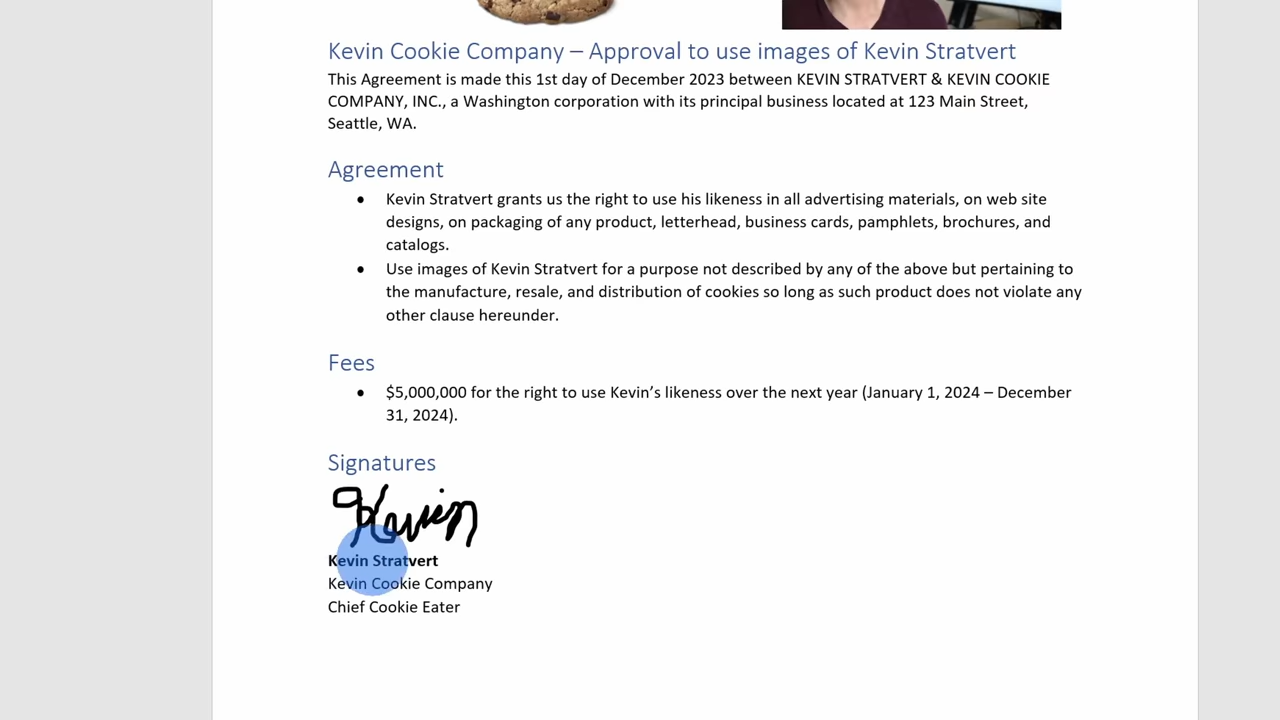 Kevin Cookie Company – Approval to use images of Kevin Stratvert
This Agreement is made this 1st day of December 2023 between KEVIN STRATVERT & KEVIN COOKIE
COMPANY, INC., a Washington corporation with its principal business located at 123 Main Street,
Seattle, WA.
Agreement
• Kevin Stratvert grants us the right to use his likeness in all advertising materials, on web site
designs, on packaging of any product, letterhead, business cards, pamphlets, brochures, and
catalogs.
• Use images of Kevin Stratvert for a purpose not described by any of the above but pertaining to
the manufacture, resale, and distribution of cookies so long as such product does not violate any
other clause hereunder.
Fees
• $5,000,000 for the right to use Kevin’s likeness over the next year (January 1, 2024 – December
31, 2024).
Signatures
Kevin
Kevin Stratvert
Kevin Cookie Company
Chief Cookie Eater